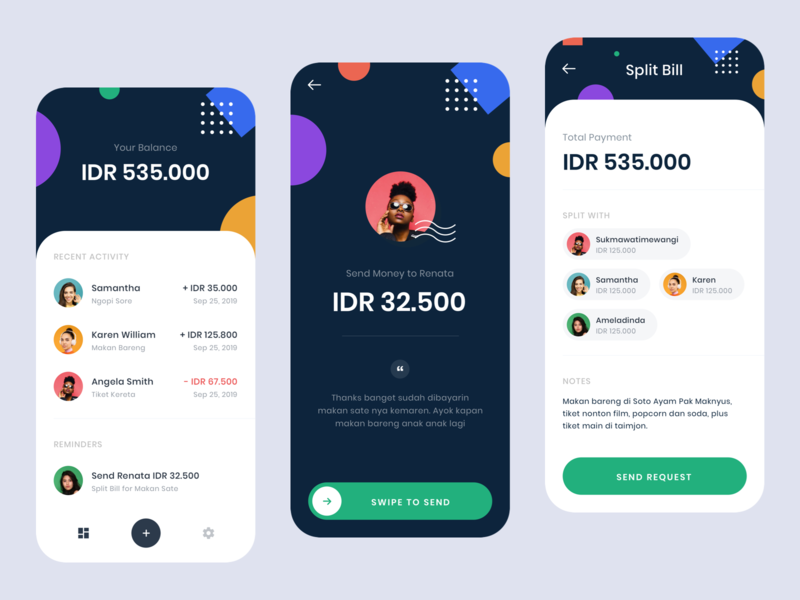 Your Balance
IDR 535.000
RECENT ACTIVITY
Samantha
+ IDR 35.000
Ngopi Sore
Sep 25, 2019
Karen William
+ IDR 125.800
Makan Bareng
Sep 25, 2019
Angela Smith
- IDR 67.500
Tiket Kereta
Sep 25, 2019
REMINDERS
Send Renata IDR 32.500
Split Bill for Makan Sate
+
Send Money to Renata
IDR 32.500
“
Thanks banget sudah dibayarin
makan sate nya kemaren. Ayok kapan
makan bareng anak anak lagi
SWIPE TO SEND
Split Bill
Total Payment
IDR 535.000
SPLIT WITH
Sukmawatimewangi
IDR 125.000
Samantha
IDR 125.000
Karen
IDR 125.000
Ameladinda
IDR 125.000
NOTES
Makan bareng di Soto Ayam Pak Maknyus,
tiket nonton film, popcorn dan soda, plus
tiket main di taimjon.
SEND REQUEST